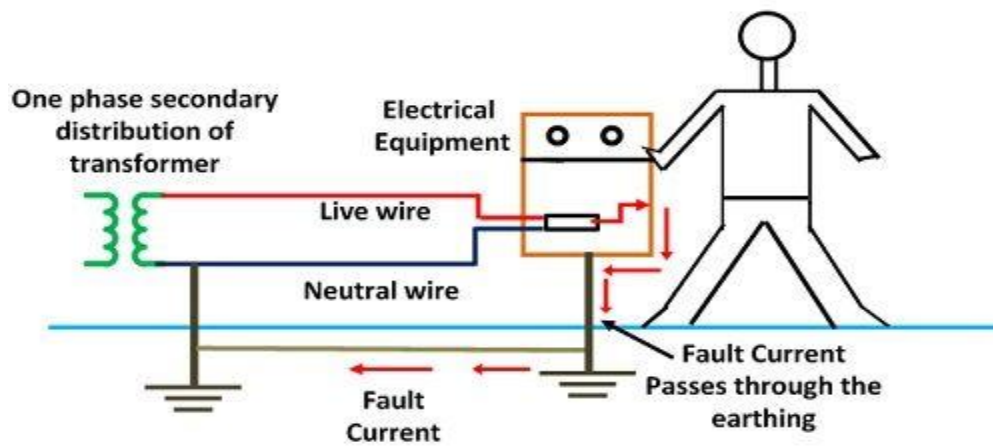 One phase secondary
distribution of
transformer
Electrical
Equipment
Live wire
Neutral wire
Fault Current
Passes through the
earthing
Fault
Current